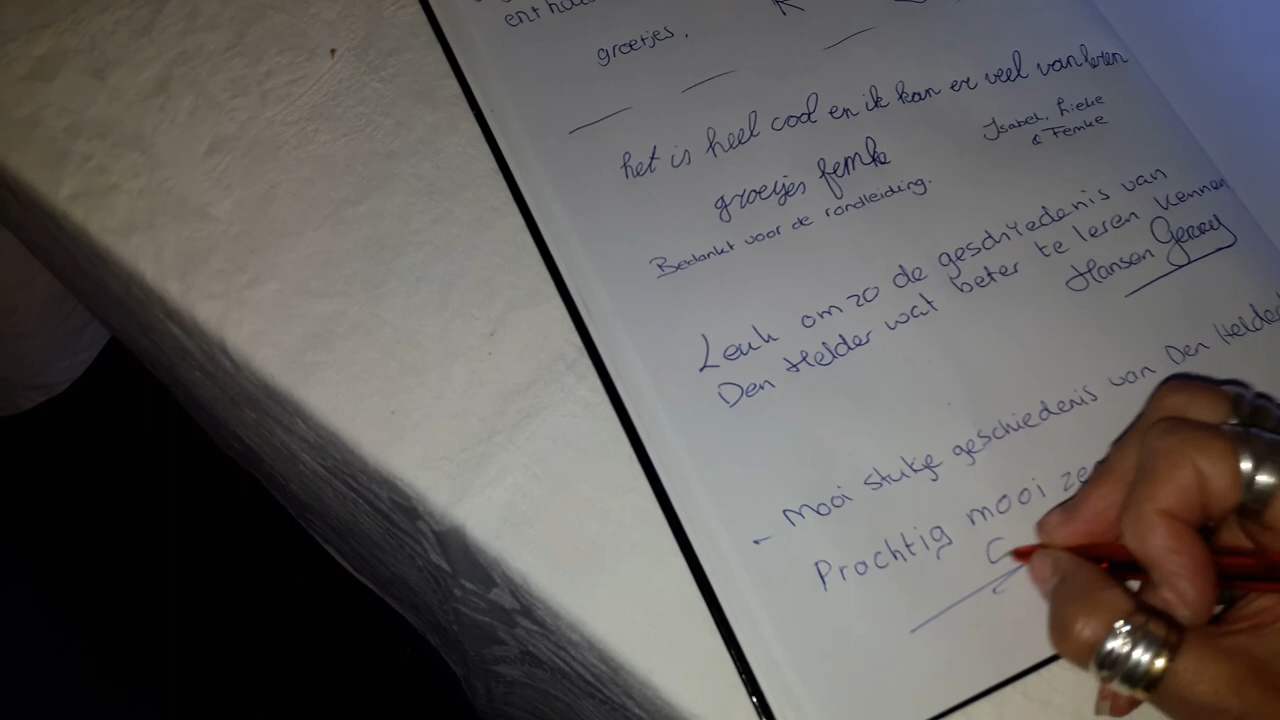 groetjes,
het is heel cool en ik kan er veel van leren
groetjes femke
Isabel, Lieke
& Femke
Bedankt voor de rondleiding.
Leuk om zo de geschiedenis van
Den Helder wat beter te leren kennen
Hansen Gerrey
- Mooi stukje geschiedenis van Den Helder
Prachtig mooi